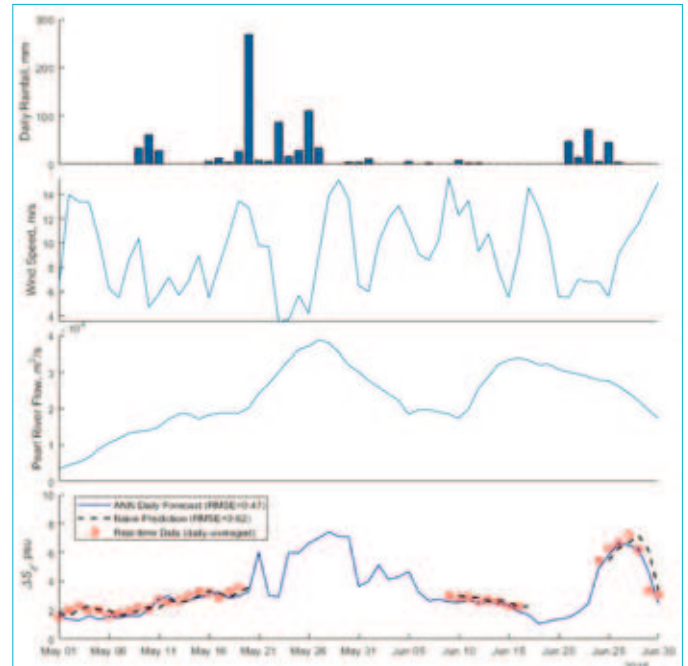 Daily Rainfall, mm
300
200
100
0
Wind Speed, m/s
14
12
10
8
6
4
Pearl River Flow, m³/s
4
3
2
1
0
ΔS psu
10
8
6
4
2
0
ANN Daily Forecast (RMSE=0.47)
Naive Prediction (RMSE=0.62)
Real-time Data (daily-averaged)
May 01 May 06 May 11 May 16 May 21 May 26 May 31 Jun 05 Jun 10 Jun 15 Jun 20 Jun 25 Jun 30